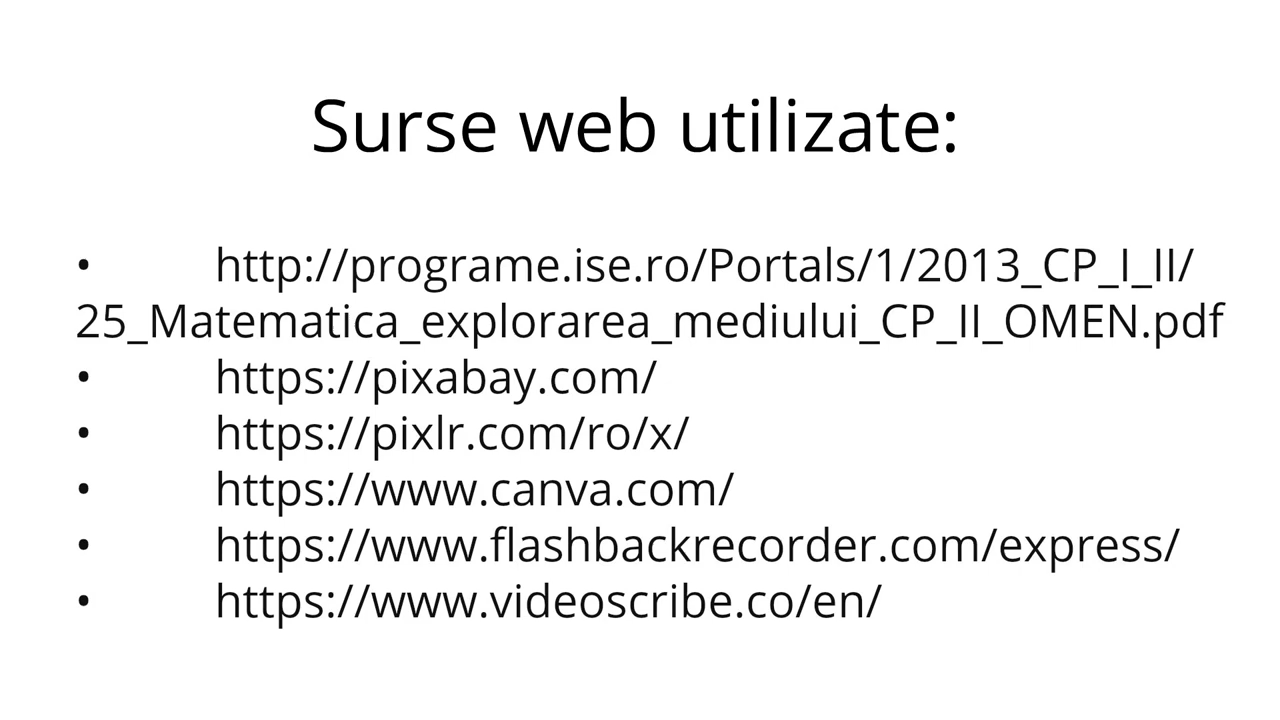 Surse web utilizate:
• http://programe.ise.ro/Portals/1/2013_CP_I_II/
25_Matematica_explorarea_mediului_CP_II_OMEN.pdf
• https://pixabay.com/
• https://pixlr.com/ro/x/
• https://www.canva.com/
• https://www.flashbackrecorder.com/express/
• https://www.videoscribe.co/en/